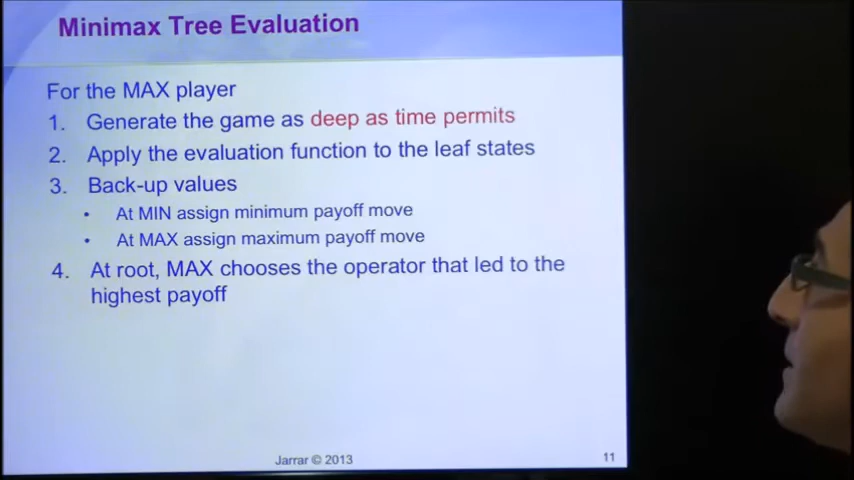 Minimax Tree Evaluation
For the MAX player
1. Generate the game as deep as time permits
2. Apply the evaluation function to the leaf states
3. Back-up values
• At MIN assign minimum payoff move
• At MAX assign maximum payoff move
4. At root, MAX chooses the operator that led to the
highest payoff
Jarrar © 2013
11